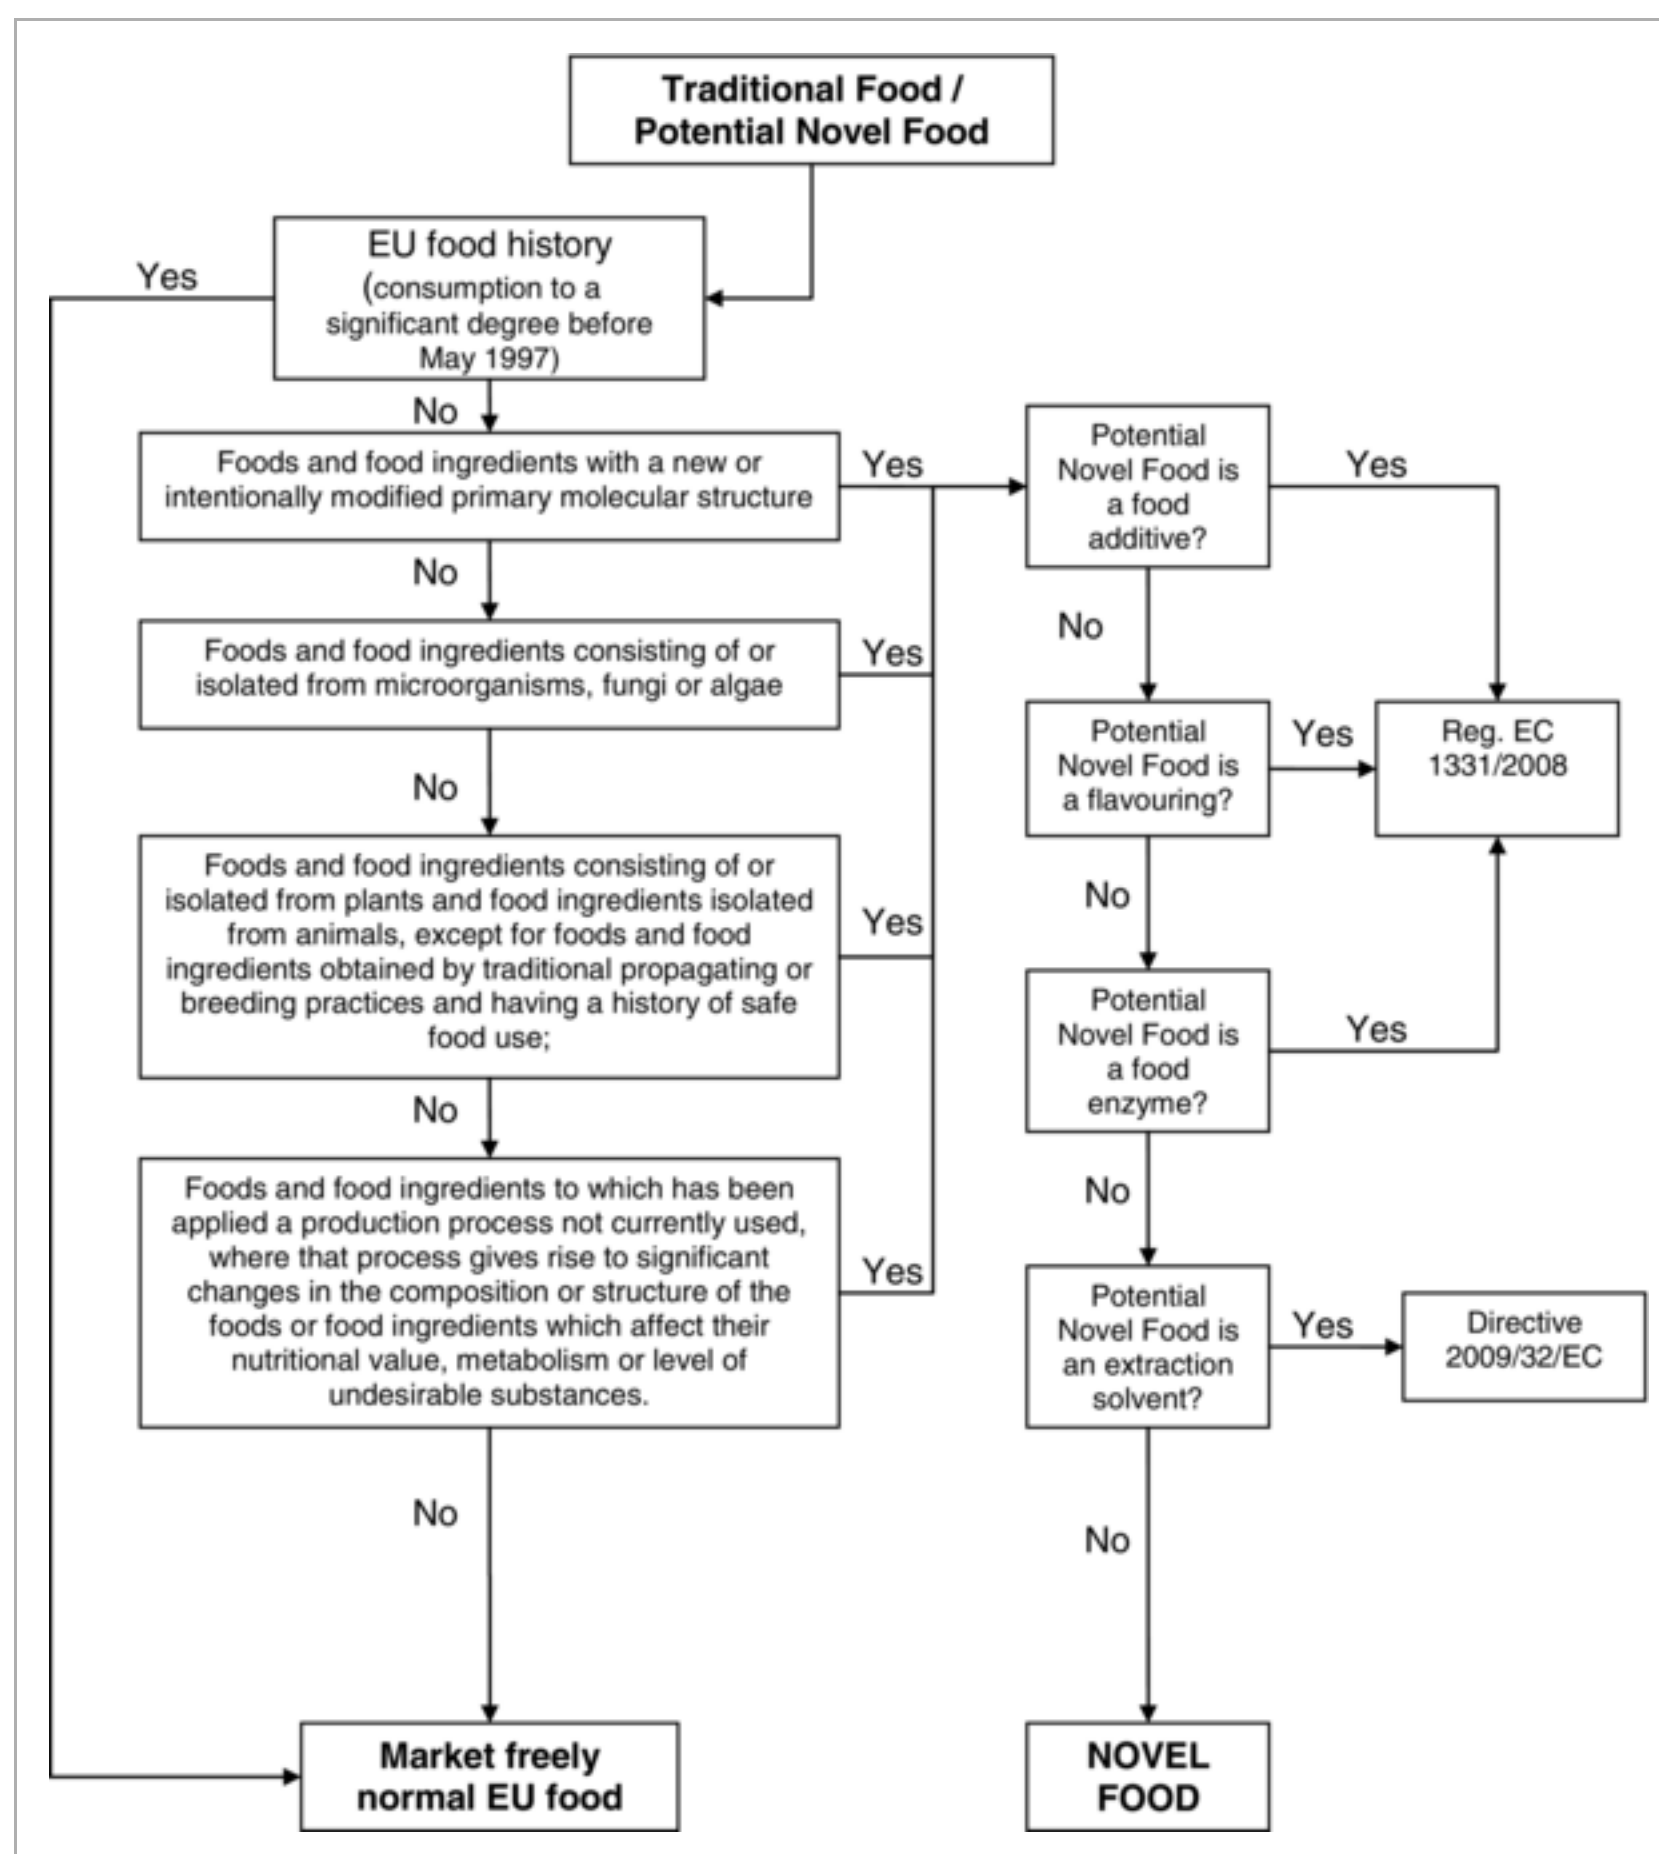 Traditional Food /
Potential Novel Food
EU food history
(consumption to a
significant degree before
May 1997)
Yes
No
Foods and food ingredients with a new or
intentionally modified primary molecular structure
Yes
No
Foods and food ingredients consisting of or
isolated from microorganisms, fungi or algae
Yes
No
Foods and food ingredients consisting of or
isolated from plants and food ingredients isolated
from animals, except for foods and food
ingredients obtained by traditional propagating or
breeding practices and having a history of safe
food use;
Yes
No
Foods and food ingredients to which has been
applied a production process not currently used,
where that process gives rise to significant
changes in the composition or structure of the
foods or food ingredients which affect their
nutritional value, metabolism or level of
undesirable substances.
Yes
No
Market freely
normal EU food
Potential
Novel Food is
a food
additive?
Yes
No
Potential
Novel Food is
a flavouring?
Yes
Reg. EC
1331/2008
No
Potential
Novel Food is
a food
enzyme?
Yes
No
Potential
Novel Food is
an extraction
solvent?
Yes
Directive
2009/32/EC
No
NOVEL
FOOD